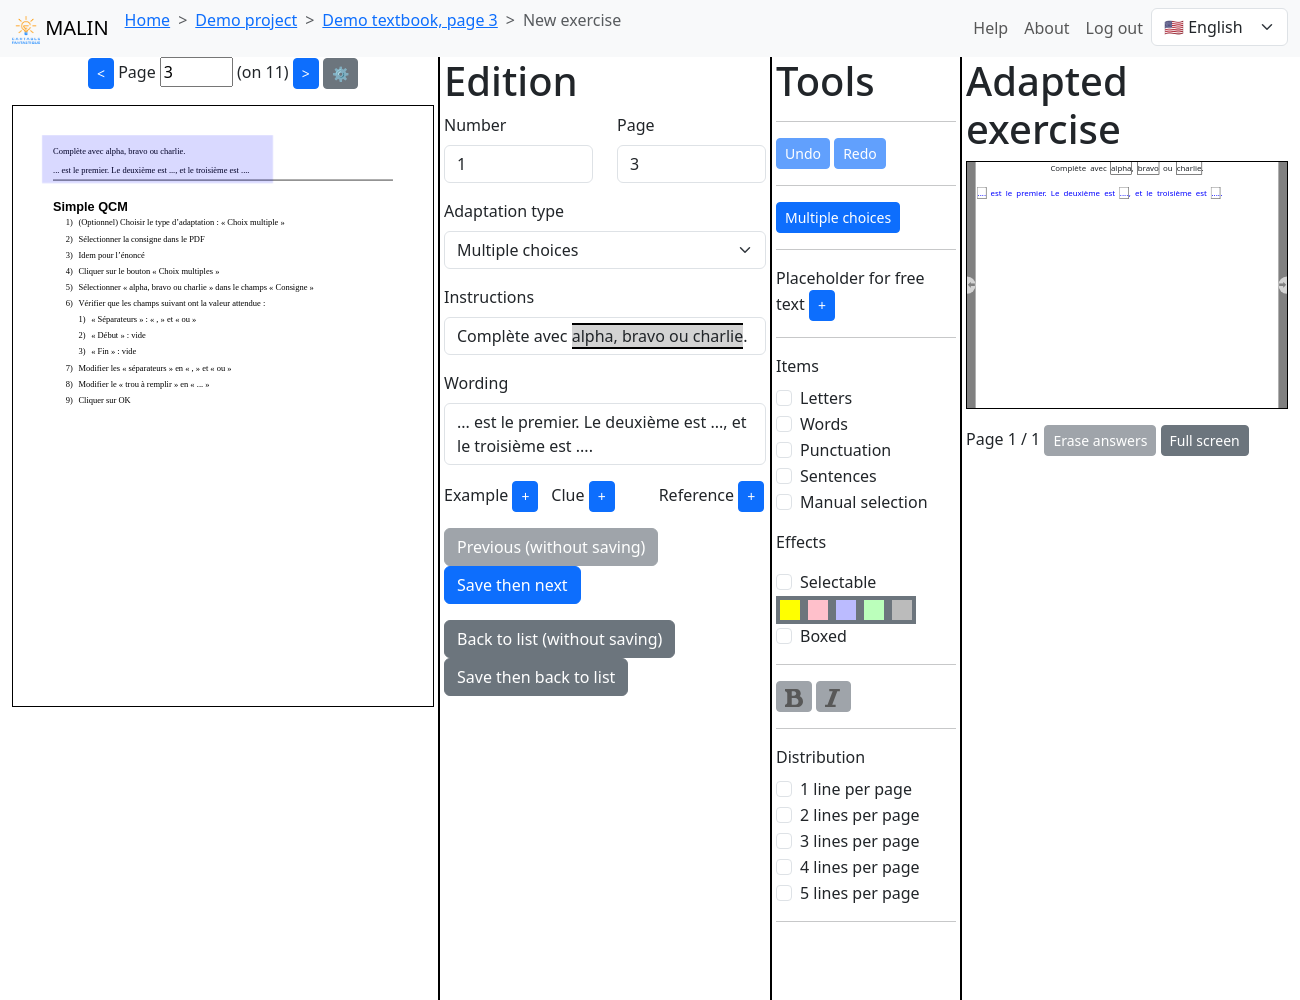 MALIN
Home > Demo project > Demo textbook, page 3 > New exercise
Help About Log out 🇺🇸 English
< Page 3 (on 11) > ⚙️
Complète avec alpha, bravo ou charlie.
... est le premier. Le deuxième est ..., et le troisième est ....
Simple QCM
1) (Optionnel) Choisir le type d'adaptation : « Choix multiple »
2) Sélectionner la consigne dans le PDF
3) Idem pour l'énoncé
4) Cliquer sur le bouton « Choix multiples »
5) Sélectionner « alpha, bravo ou charlie » dans le champs « Consigne »
6) Vérifier que les champs suivant ont la valeur attendue :
1) « Séparateurs » : « , » et « ou »
2) « Début » : vide
3) « Fin » : vide
7) Modifier les « séparateurs » en « , » et « ou »
8) Modifier le « trou à remplir » en « ... »
9) Cliquer sur OK
Edition
Number Page
1 3
Adaptation type
Multiple choices
Instructions
Complète avec alpha, bravo ou charlie.
Wording
... est le premier. Le deuxième est ..., et
le troisième est ....
Example + Clue + Reference +
Previous (without saving)
Save then next
Back to list (without saving)
Save then back to list
Tools
Undo Redo
Multiple choices
Placeholder for free
text +
Items
Letters
Words
Punctuation
Sentences
Manual selection
Effects
Selectable
Boxed
B I
Distribution
1 line per page
2 lines per page
3 lines per page
4 lines per page
5 lines per page
Adapted
exercise
Complète avec alpha, bravo ou charlie.
... est le premier. Le deuxième est ..., et le troisième est ....
Page 1 / 1 Erase answers Full screen